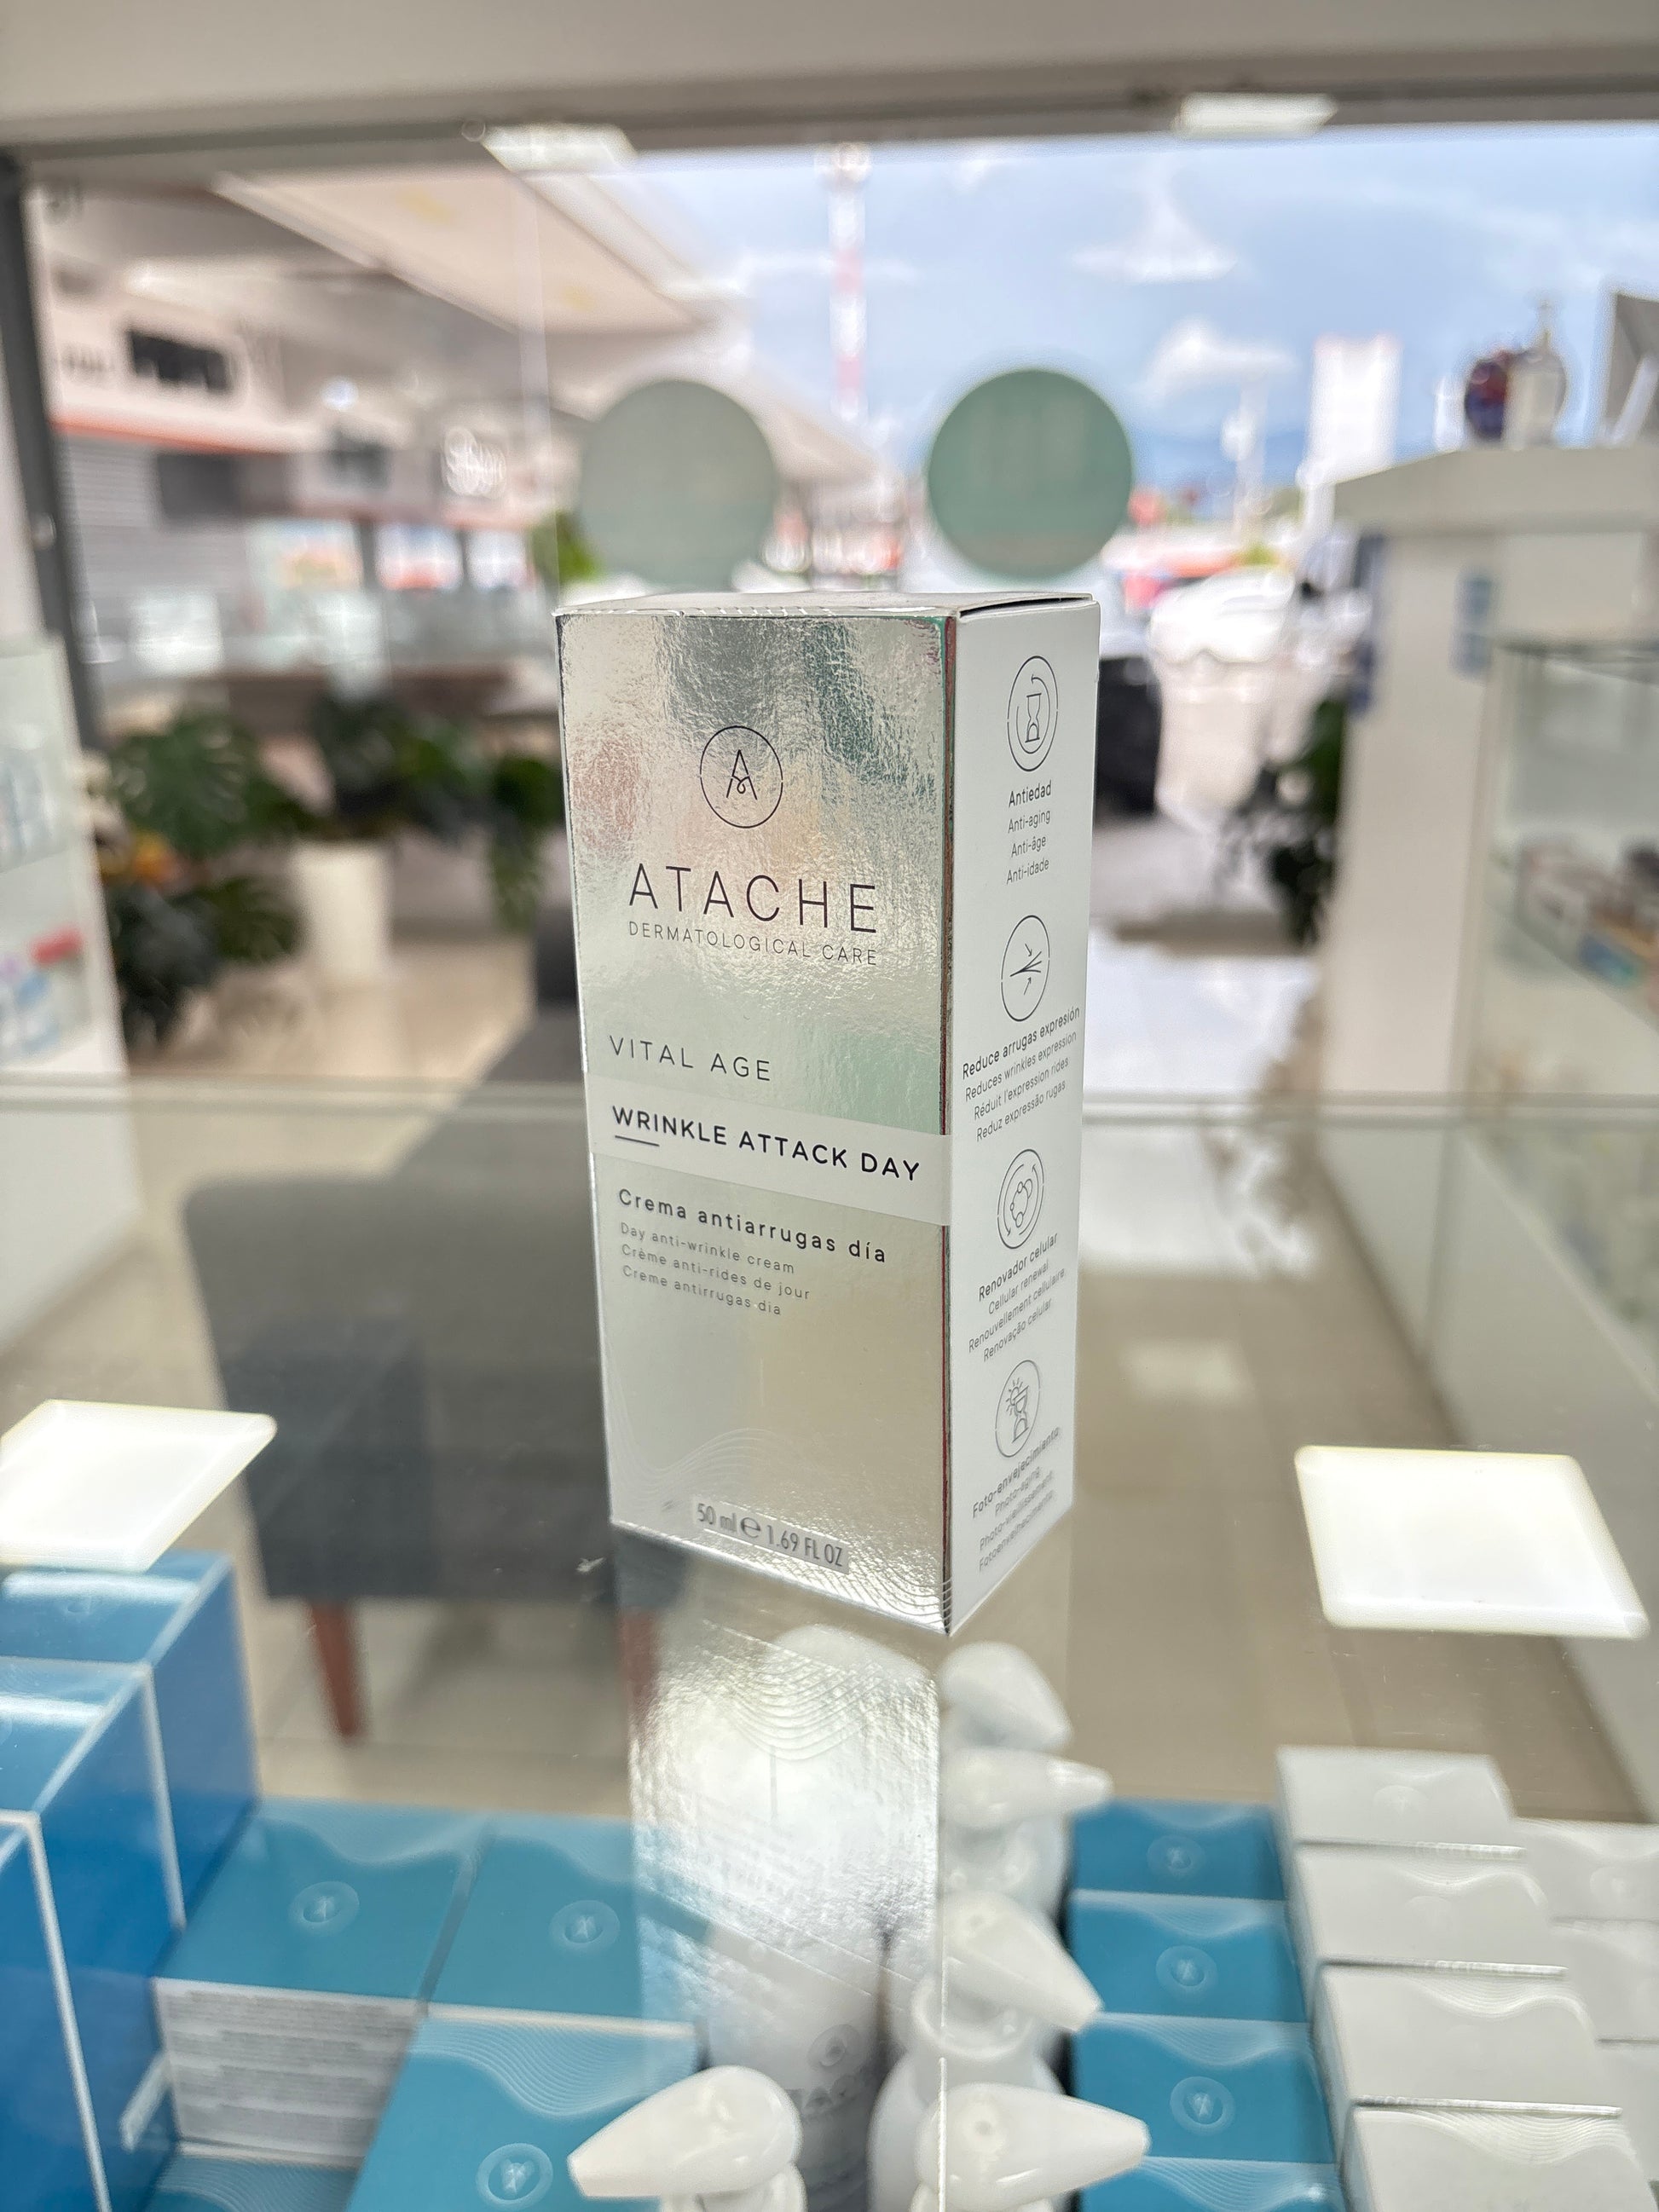 ATACHE
DERMATOLOGICAL CARE
VITAL AGE
WRINKLE ATTACK DAY
Crema antiarrugas día
Day anti-wrinkle cream
Crème anti-rides de jour
Creme antirrugas dia
50 ml e 1.69 FL OZ
Antiedad
Anti-aging
Anti-âge
Anti-idade
Reduce arrugas expresión
Reduces wrinkles expression
Réduit l'expression rides
Reduz expressão rugas
Renovador celular
Cellular renewal
Renouvellement cellulaire
Renovação celular
Foto-envejecimiento
Photo-aging
Photo-vieillissement
Fotoenvelhecimento